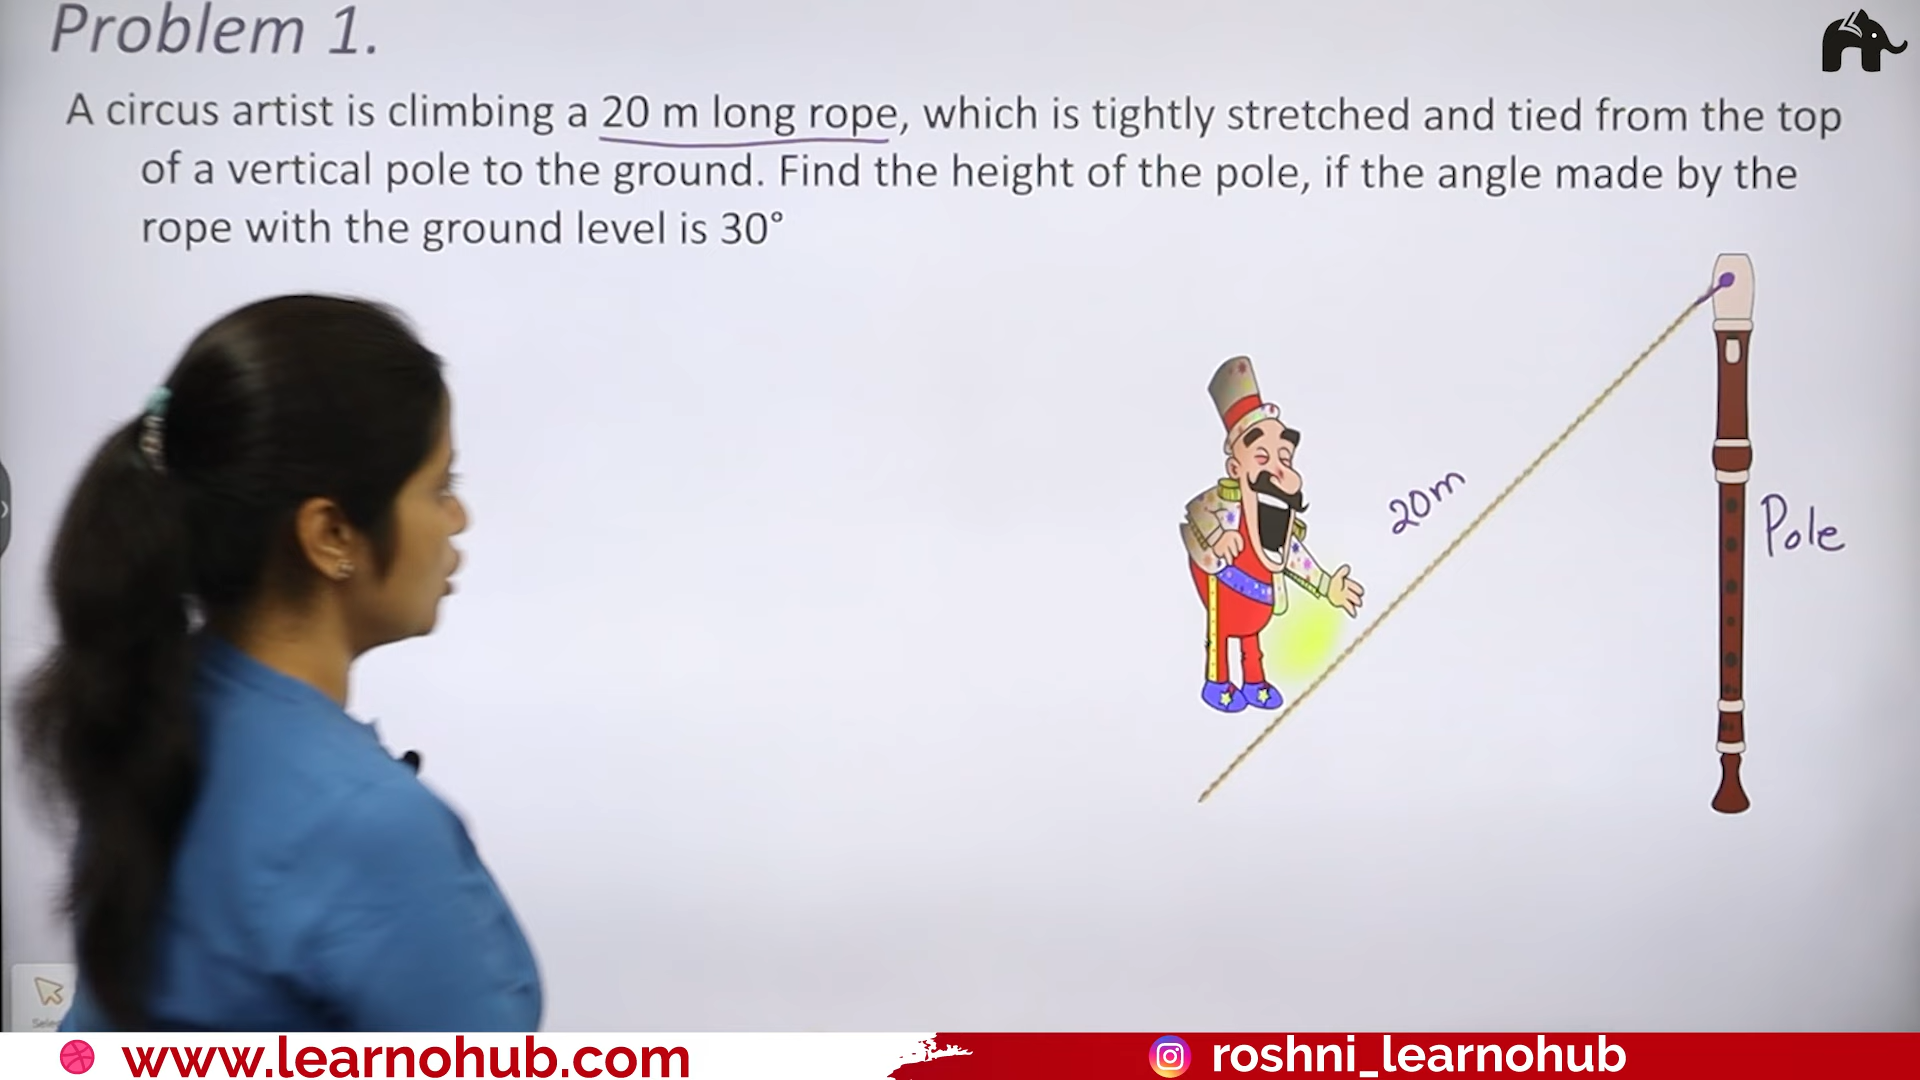 Problem 1.
A circus artist is climbing a 20 m long rope, which is tightly stretched and tied from the top
of a vertical pole to the ground. Find the height of the pole, if the angle made by the
rope with the ground level is 30°
20m
Pole
www.learnohub.com
roshni_learnohub